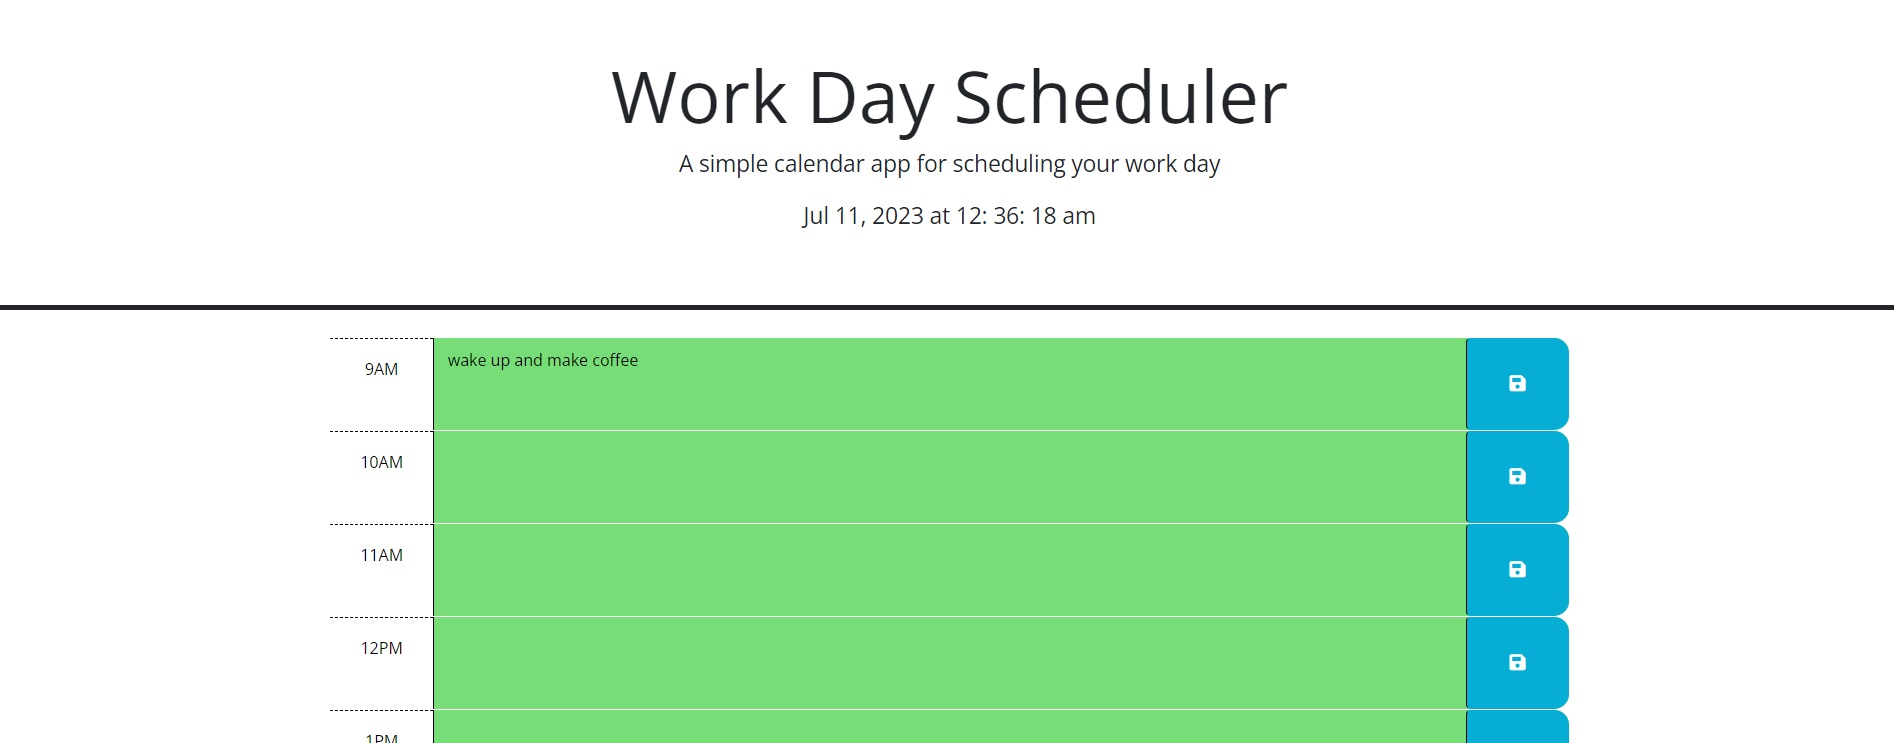 Work Day Scheduler
A simple calendar app for scheduling your work day
Jul 11, 2023 at 12: 36: 18 am
9AM
wake up and make coffee
10AM
11AM
12PM
1PM